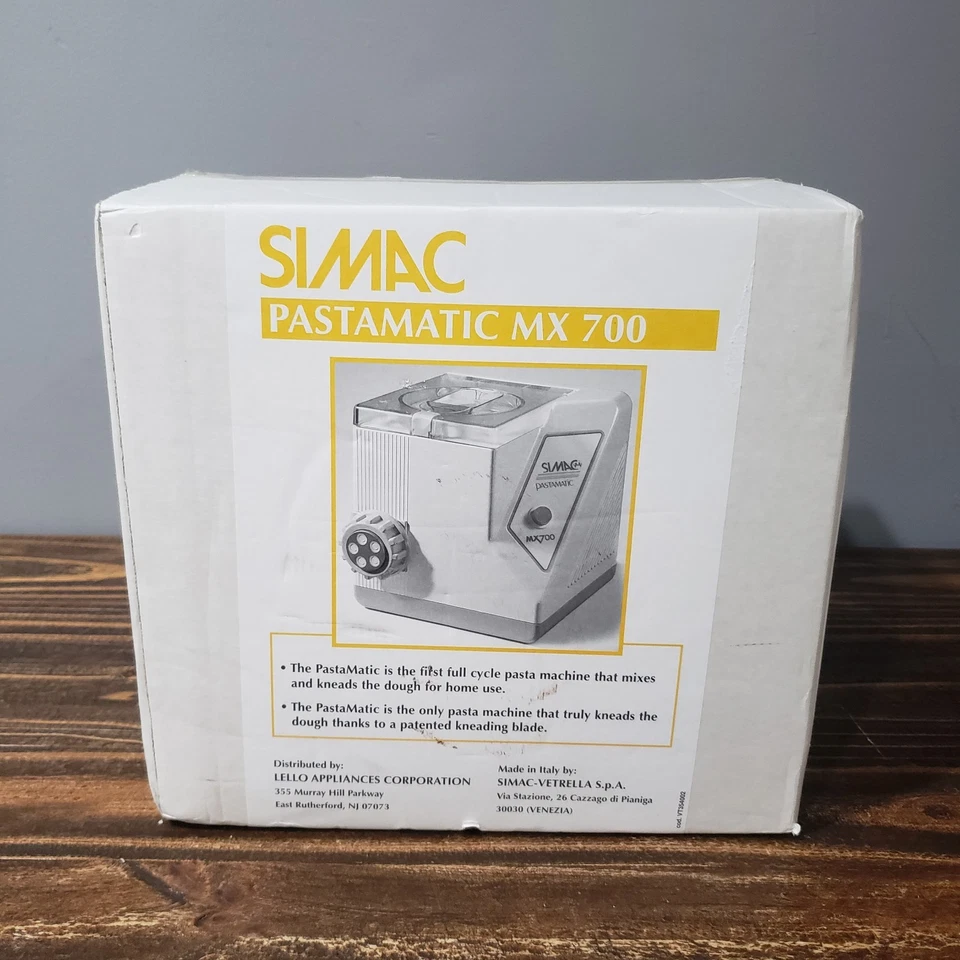 SIMAC
PASTAMATIC MX 700
SIMAC
PASTAMATIC
MX700
• The PastaMatic is the first full cycle pasta machine that mixes
and kneads the dough for home use.
• The PastaMatic is the only pasta machine that truly kneads the
dough thanks to a patented kneading blade.
Distributed by:
LELLO APPLIANCES CORPORATION
355 Murray Hill Parkway
East Rutherford, NJ 07073
Made in Italy by:
SIMAC-VETRELLA S.p.A.
Via Stazione, 26 Cazzago di Pianiga
30030 (VENEZIA)
cod. VT354002